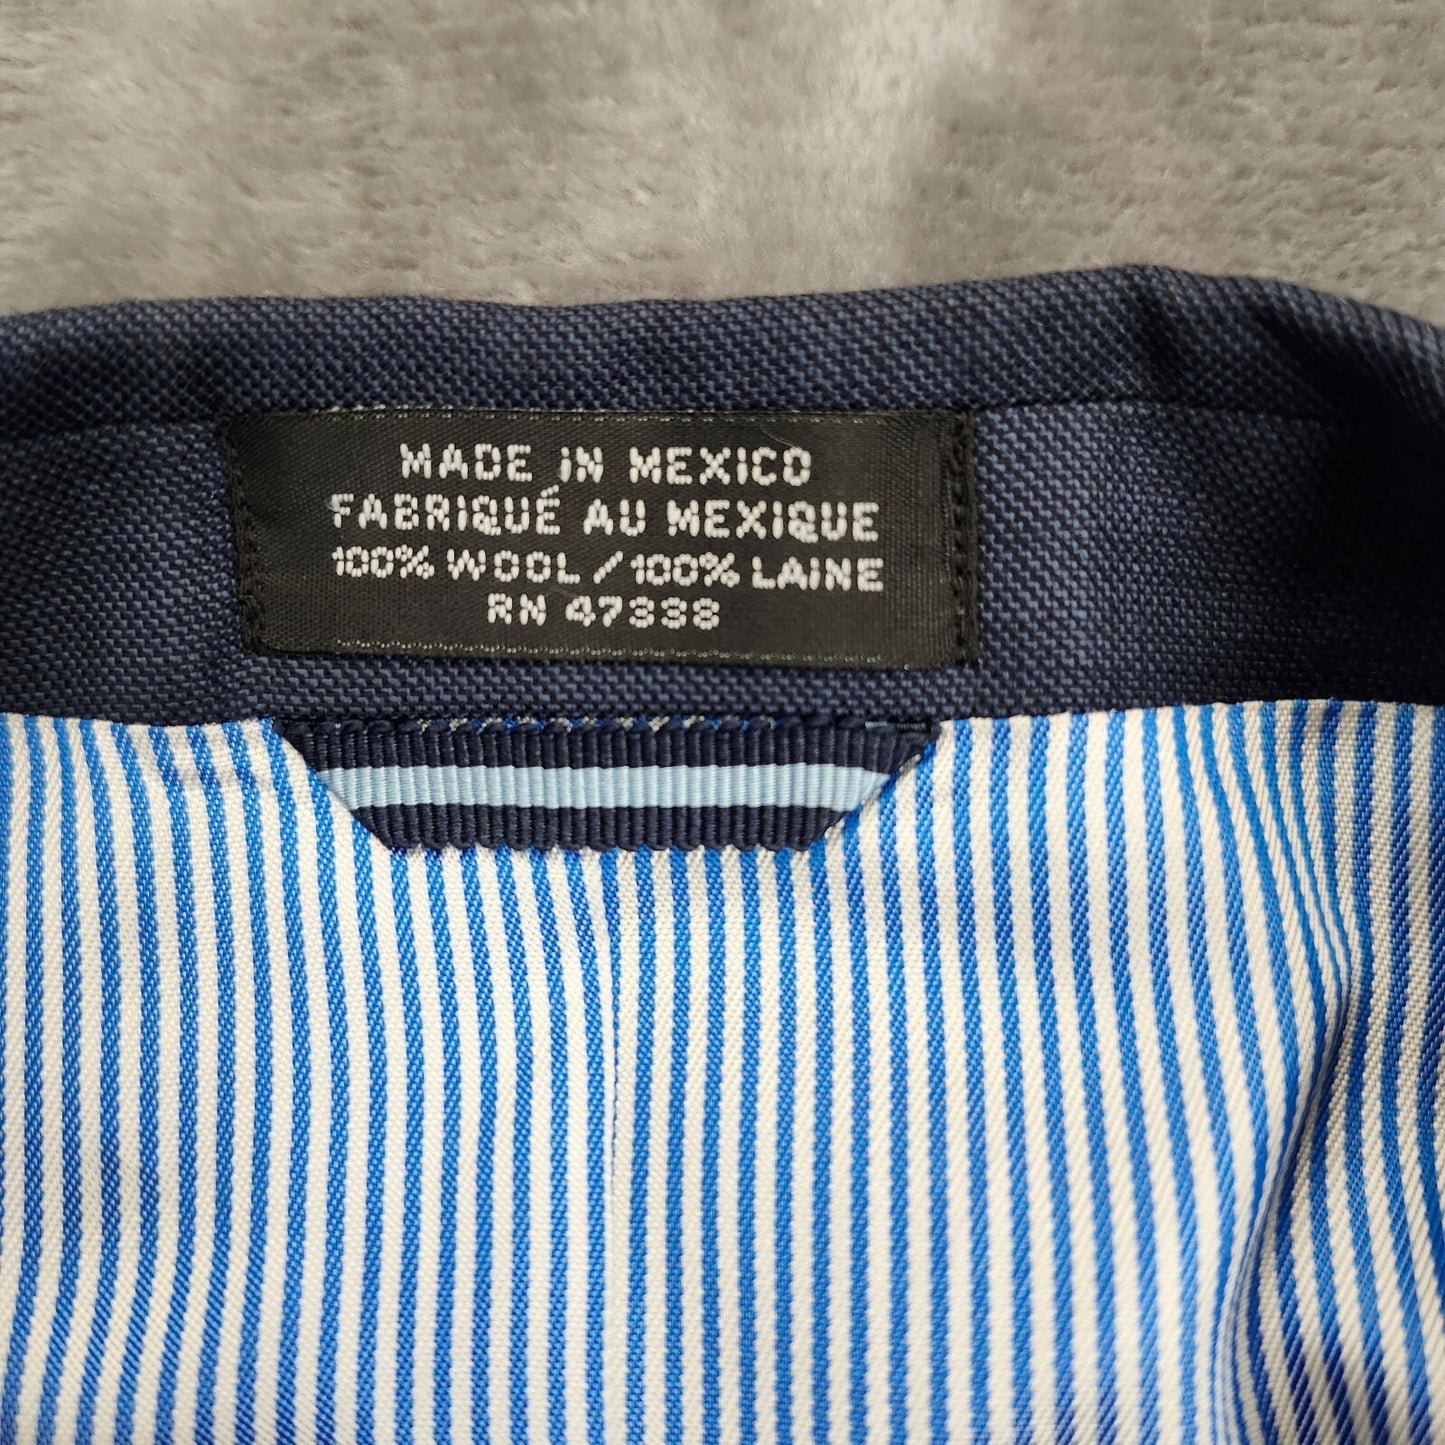 MADE IN MEXICO
FABRIQUÉ AU MEXIQUE
100% WOOL / 100% LAINE
RN 47338